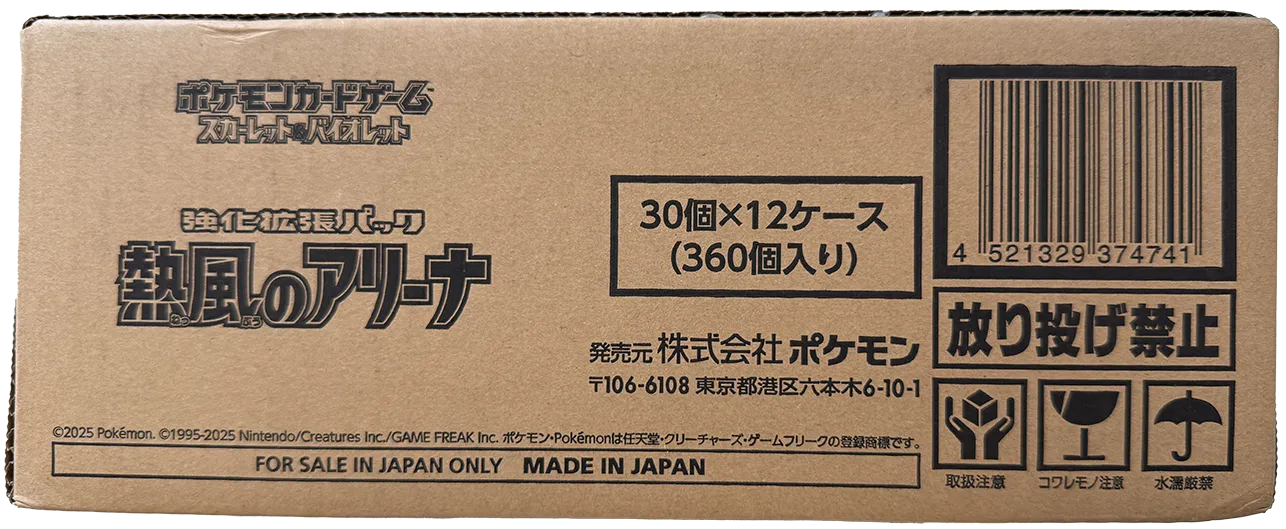 ポケモンカードゲーム
スカーレット&バイオレット
強化拡張パック
熱風のアリーナ
ねっ ぷう
30個×12ケース
(360個入り)
4 521329 374741
放り投げ禁止
発売元 株式会社 ポケモン
〒106-6108 東京都港区六本木6-10-1
取扱注意
コワレモノ注意
水濡厳禁
©2025 Pokémon. ©1995-2025 Nintendo/Creatures Inc./GAME FREAK Inc. ポケモン・Pokémonは任天堂・クリーチャーズ・ゲームフリークの登録商標です。
FOR SALE IN JAPAN ONLY MADE IN JAPAN